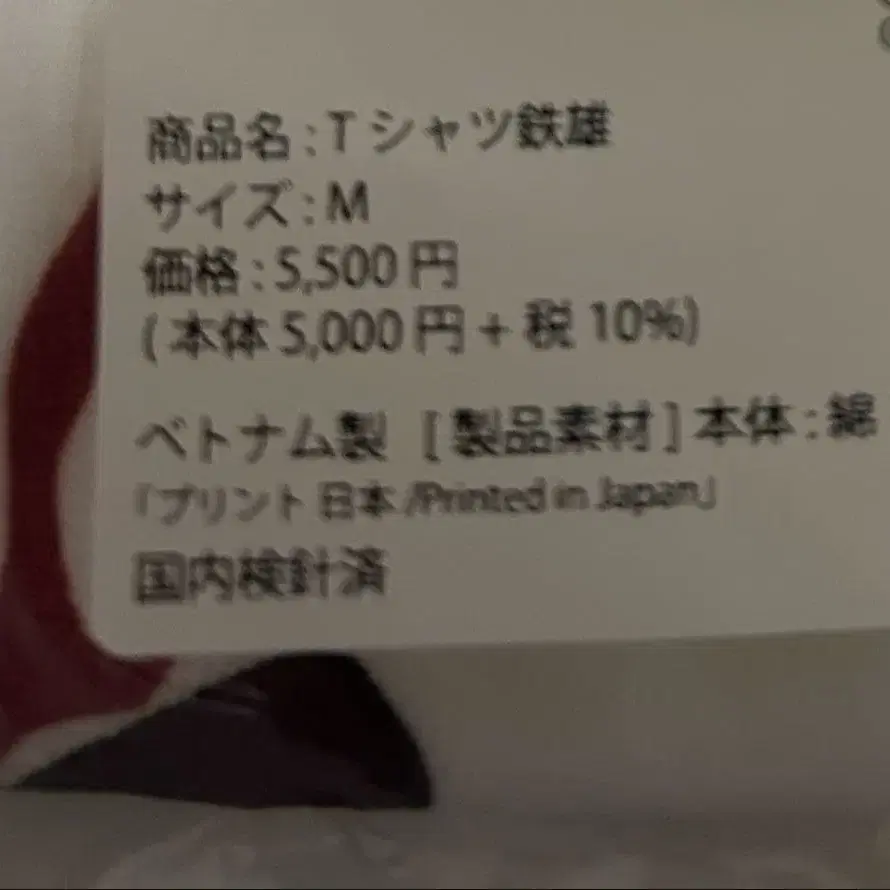 商品名:Tシャツ鉄雄
サイズ:M
価格:5,500円
(本体 5,000円+税 10%)
ベトナム製 [製品素材]本体:綿
「プリント 日本/Printed in Japan」
国内検針済